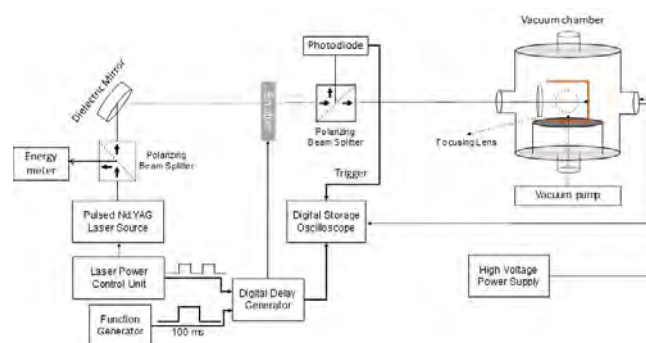 Vacuum chamber
Photodiode
Dielectric Mirror
Shutter
Energy
meter
Polarizing
Beam Splitter
Polarizing
Beam Splitter
Focusing Lens
Trigger
Pulsed Nd:YAG
Laser Source
Digital Storage
Oscilloscope
Vacuum pump
Laser Power
Control Unit
Digital Delay
Generator
High Voltage
Power Supply
Function
Generator
100 ms